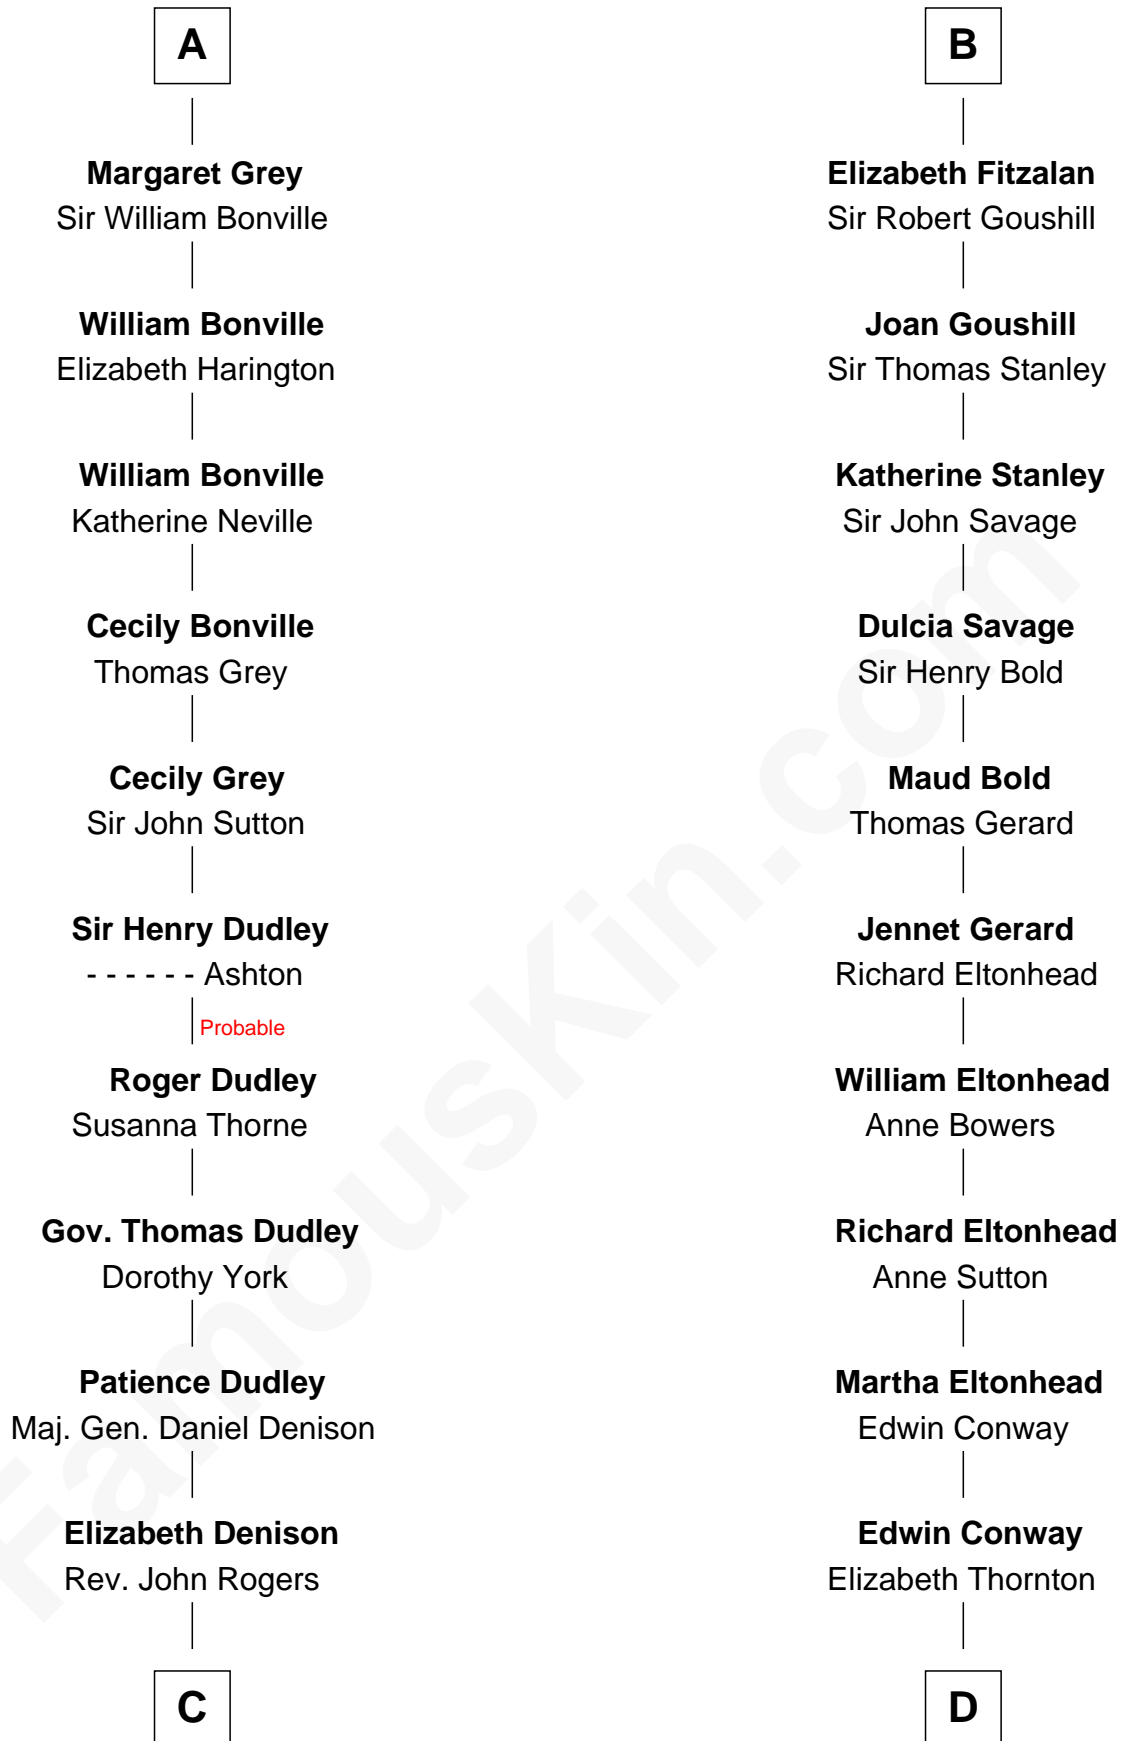 A
Margaret Grey
Sir William Bonville
William Bonville
Elizabeth Harington
William Bonville
Katherine Neville
Cecily Bonville
Thomas Grey
Cecily Grey
Sir John Sutton
Sir Henry Dudley
- - - - - - Ashton
Probable
Roger Dudley
Susanna Thorne
Gov. Thomas Dudley
Dorothy York
Patience Dudley
Maj. Gen. Daniel Denison
Elizabeth Denison
Rev. John Rogers
C
B
Elizabeth Fitzalan
Sir Robert Goushill
Joan Goushill
Sir Thomas Stanley
Katherine Stanley
Sir John Savage
Dulcia Savage
Sir Henry Bold
Maud Bold
Thomas Gerard
Jennet Gerard
Richard Eltonhead
William Eltonhead
Anne Bowers
Richard Eltonhead
Anne Sutton
Martha Eltonhead
Edwin Conway
Edwin Conway
Elizabeth Thornton
D
FamousKin.com